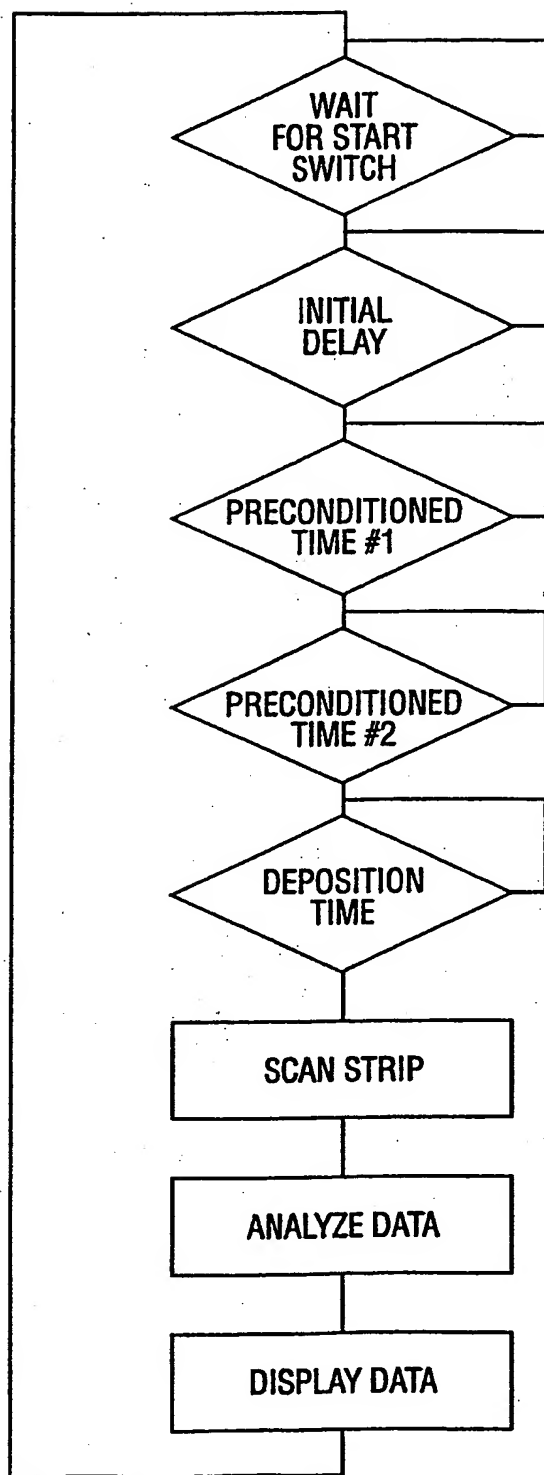 WAIT
FOR START
SWITCH
INITIAL
DELAY
PRECONDITIONED
TIME #1
PRECONDITIONED
TIME #2
DEPOSITION
TIME
SCAN STRIP
ANALYZE DATA
DISPLAY DATA